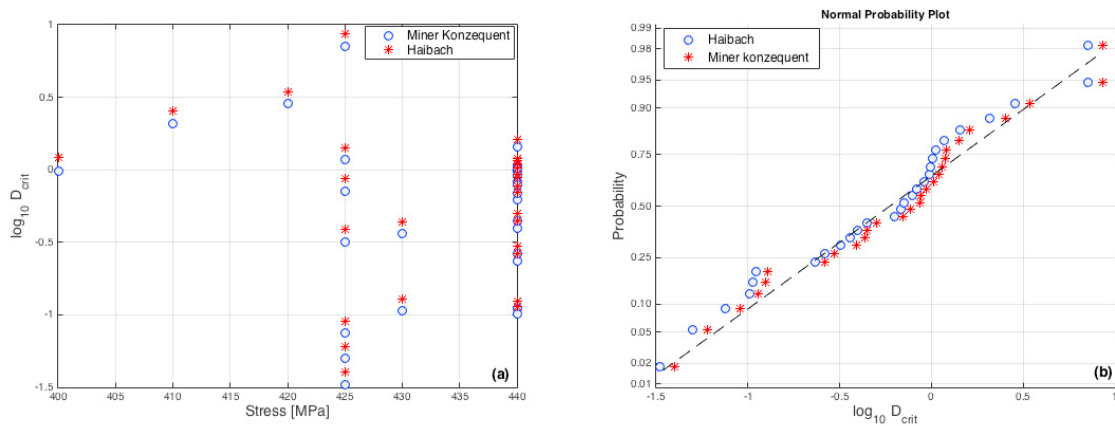 1
0.5
0
-0.5
-1
-1.5
log10 Dcrit
400
405
410
415
420
425
430
435
440
Stress [MPa]
Miner Konzequent
Haibach
(a)
Normal Probability Plot
0.99
0.98
0.95
0.90
0.75
0.50
0.25
0.10
0.05
0.02
0.01
Probability
-1.5
-1
-0.5
0
0.5
1
log10 Dcrit
Haibach
Miner konzequent
(b)